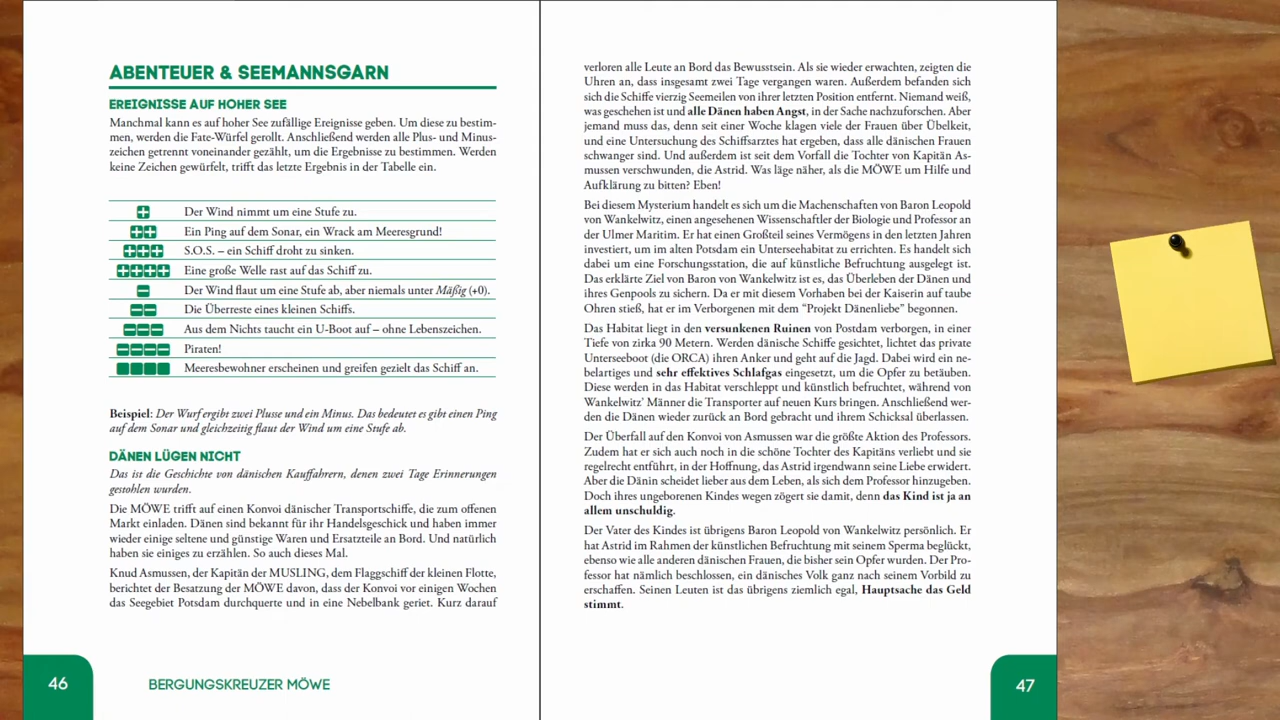 ABENTEUER & SEEMANNSGARN
EREIGNISSE AUF HOHER SEE
Manchmal kann es auf hoher See zufällige Ereignisse geben. Um diese zu bestim-
men, werden die Fate-Würfel gerollt. Anschließend werden alle Plus- und Minus-
zeichen getrennt voneinander gezählt, um die Ergebnisse zu bestimmen. Werden
keine Zeichen gewürfelt, trifft das letzte Ergebnis in der Tabelle ein.
+ Der Wind nimmt um eine Stufe zu.
++ Ein Ping auf dem Sonar, ein Wrack am Meeresgrund!
+++ S.O.S. – ein Schiff droht zu sinken.
++++ Eine große Welle rast auf das Schiff zu.
− Der Wind flaut um eine Stufe ab, aber niemals unter Mäßig (+0).
−− Die Überreste eines kleinen Schiffs.
−−− Aus dem Nichts taucht ein U-Boot auf – ohne Lebenszeichen.
−−−− Piraten!
Meeresbewohner erscheinen und greifen gezielt das Schiff an.
Beispiel: Der Wurf ergibt zwei Plusse und ein Minus. Das bedeutet es gibt einen Ping
auf dem Sonar und gleichzeitig flaut der Wind um eine Stufe ab.
DÄNEN LÜGEN NICHT
Das ist die Geschichte von dänischen Kauffahrern, denen zwei Tage Erinnerungen
gestohlen wurden.
Die MÖWE trifft auf einen Konvoi dänischer Transportschiffe, die zum offenen
Markt einladen. Dänen sind bekannt für ihr Handelsgeschick und haben immer
wieder einige seltene und günstige Waren und Ersatzteile an Bord. Und natürlich
haben sie einiges zu erzählen. So auch dieses Mal.
Knud Asmussen, der Kapitän der MUSLING, dem Flaggschiff der kleinen Flotte,
berichtet der Besatzung der MÖWE davon, dass der Konvoi vor einigen Wochen
das Seegebiet Potsdam durchquerte und in eine Nebelbank geriet. Kurz darauf
46
BERGUNGSKREUZER MÖWE
verloren alle Leute an Bord das Bewusstsein. Als sie wieder erwachten, zeigten die
Uhren an, dass insgesamt zwei Tage vergangen waren. Außerdem befanden sich
sich die Schiffe vierzig Seemeilen von ihrer letzten Position entfernt. Niemand weiß,
was geschehen ist und alle Dänen haben Angst, in der Sache nachzuforschen. Aber
jemand muss das, denn seit einer Woche klagen viele der Frauen über Übelkeit,
und eine Untersuchung des Schiffsarztes hat ergeben, dass alle dänischen Frauen
schwanger sind. Und außerdem ist seit dem Vorfall die Tochter von Kapitän As-
mussen verschwunden, die Astrid. Was läge näher, als die MÖWE um Hilfe und
Aufklärung zu bitten? Eben!
Bei diesem Mysterium handelt es sich um die Machenschaften von Baron Leopold
von Wankelwitz, einen angesehenen Wissenschaftler der Biologie und Professor an
der Ulmer Maritim. Er hat einen Großteil seines Vermögens in den letzten Jahren
investiert, um im alten Potsdam ein Unterseehabitat zu errichten. Es handelt sich
dabei um eine Forschungsstation, die auf künstliche Befruchtung ausgelegt ist.
Das erklärte Ziel von Baron von Wankelwitz ist es, das Überleben der Dänen und
ihres Genpools zu sichern. Da er mit diesem Vorhaben bei der Kaiserin auf taube
Ohren stieß, hat er im Verborgenen mit dem “Projekt Dänenliebe” begonnen.
Das Habitat liegt in den versunkenen Ruinen von Postdam verborgen, in einer
Tiefe von zirka 90 Metern. Werden dänische Schiffe gesichtet, lichtet das private
Unterseeboot (die ORCA) ihren Anker und geht auf die Jagd. Dabei wird ein ne-
belartiges und sehr effektives Schlafgas eingesetzt, um die Opfer zu betäuben.
Diese werden in das Habitat verschleppt und künstlich befruchtet, während von
Wankelwitz’ Männer die Transporter auf neuen Kurs bringen. Anschließend wer-
den die Dänen wieder zurück an Bord gebracht und ihrem Schicksal überlassen.
Der Überfall auf den Konvoi von Asmussen war die größte Aktion des Professors.
Zudem hat er sich auch noch in die schöne Tochter des Kapitäns verliebt und sie
regelrecht entführt, in der Hoffnung, das Astrid irgendwann seine Liebe erwidert.
Aber die Dänin scheidet lieber aus dem Leben, als sich dem Professor hinzugeben.
Doch ihres ungeborenen Kindes wegen zögert sie damit, denn das Kind ist ja an
allem unschuldig.
Der Vater des Kindes ist übrigens Baron Leopold von Wankelwitz persönlich. Er
hat Astrid im Rahmen der künstlichen Befruchtung mit seinem Sperma beglückt,
ebenso wie alle anderen dänischen Frauen, die bisher sein Opfer wurden. Der Pro-
fessor hat nämlich beschlossen, ein dänisches Volk ganz nach seinem Vorbild zu
erschaffen. Seinen Leuten ist das übrigens ziemlich egal, Hauptsache das Geld
stimmt.
47